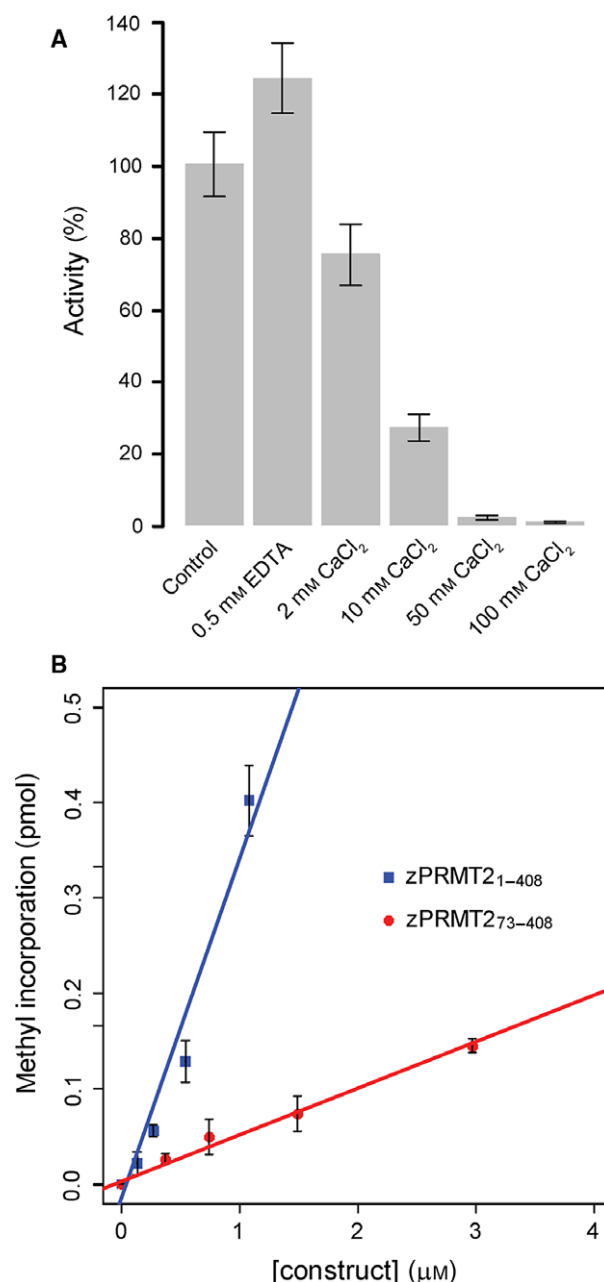 A
Activity (%)
140
120
100
80
60
40
20
0
Control
0.5 mM EDTA
2 mM CaCl₂
10 mM CaCl₂
50 mM CaCl₂
100 mM CaCl₂
B
Methyl incorporation (pmol)
0.5
0.4
0.3
0.2
0.1
0.0
zPRMT2₁₋₄₀₈
zPRMT2₇₃₋₄₀₈
0 1 2 3 4
[construct] (μM)